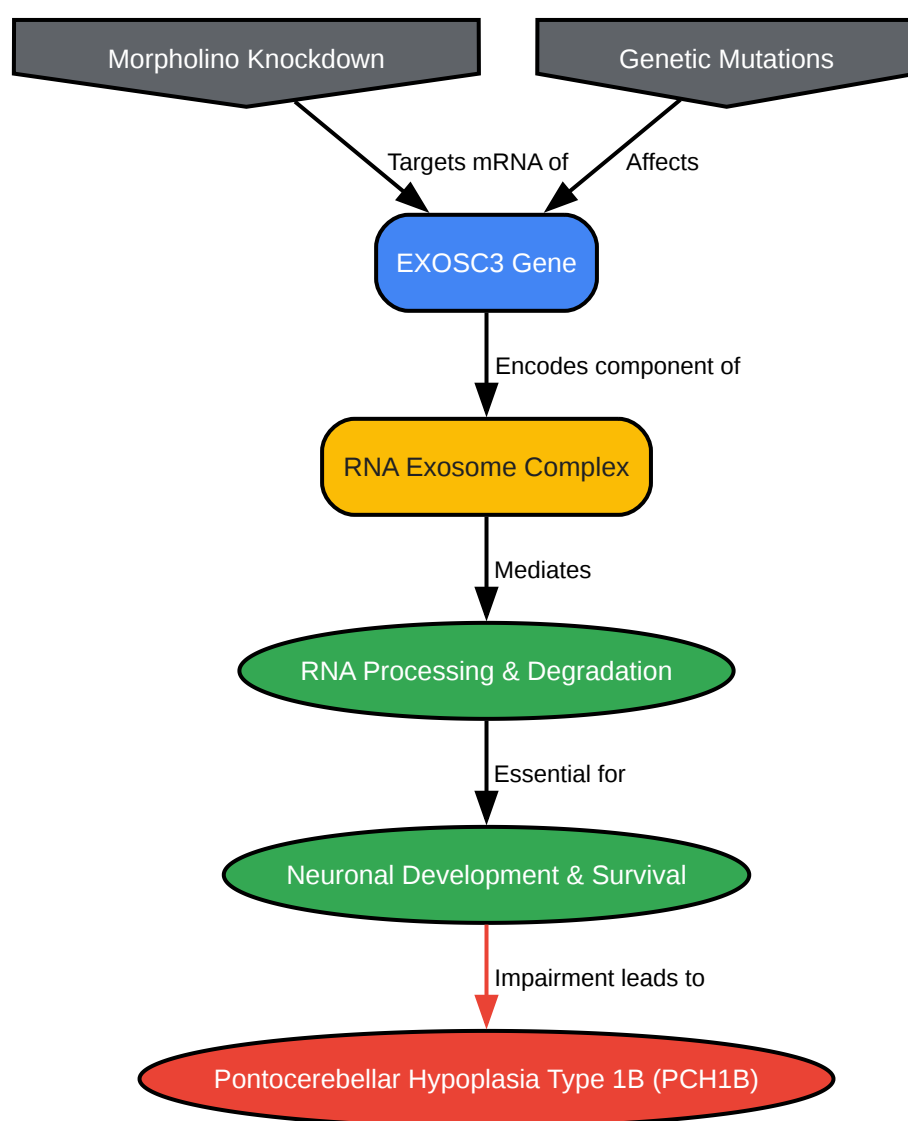 Morpholino Knockdown
Genetic Mutations
Targets mRNA of
Affects
EXOSC3 Gene
Encodes component of
RNA Exosome Complex
Mediates
RNA Processing & Degradation
Essential for
Neuronal Development & Survival
Impairment leads to
Pontocerebellar Hypoplasia Type 1B (PCH1B)